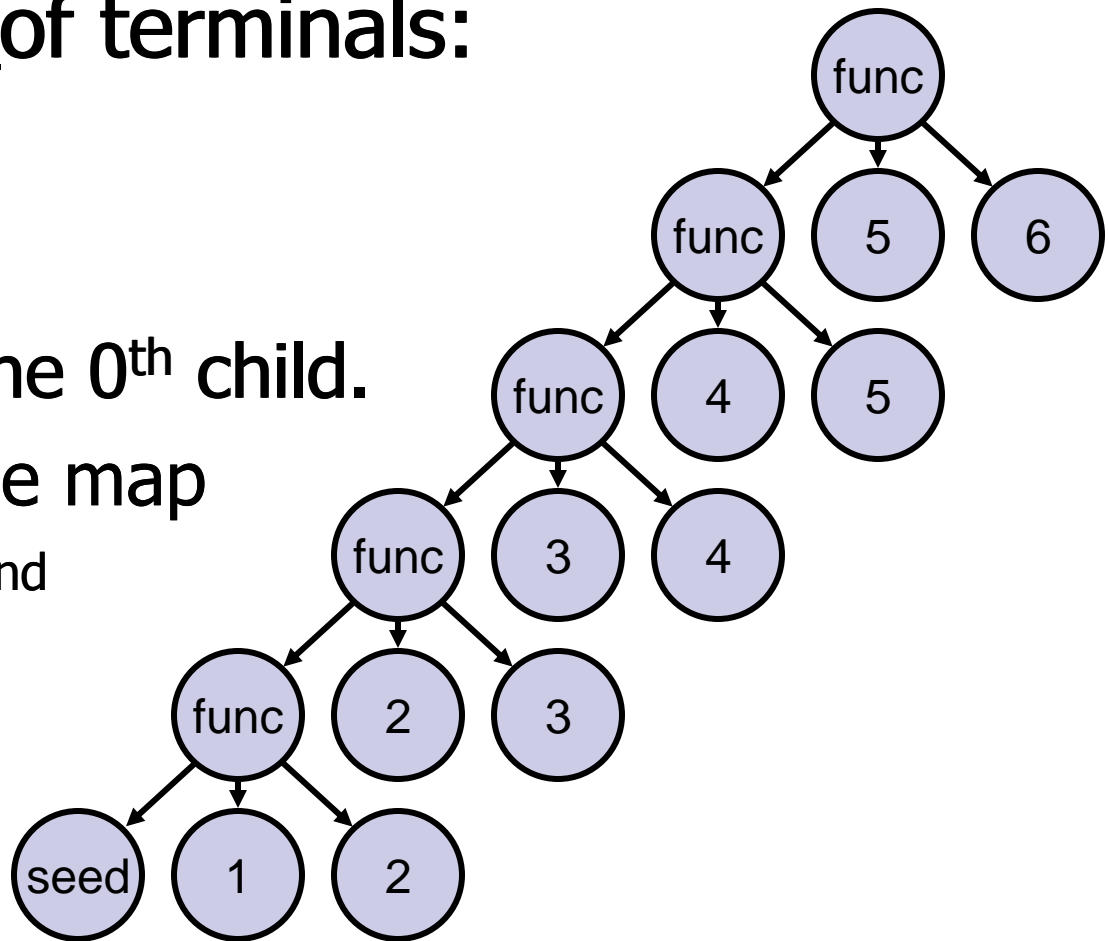 of terminals:
func
func 5 6
ne 0th child.
func 4 5
e map
func 3 4
nd
func 2 3
seed 1 2